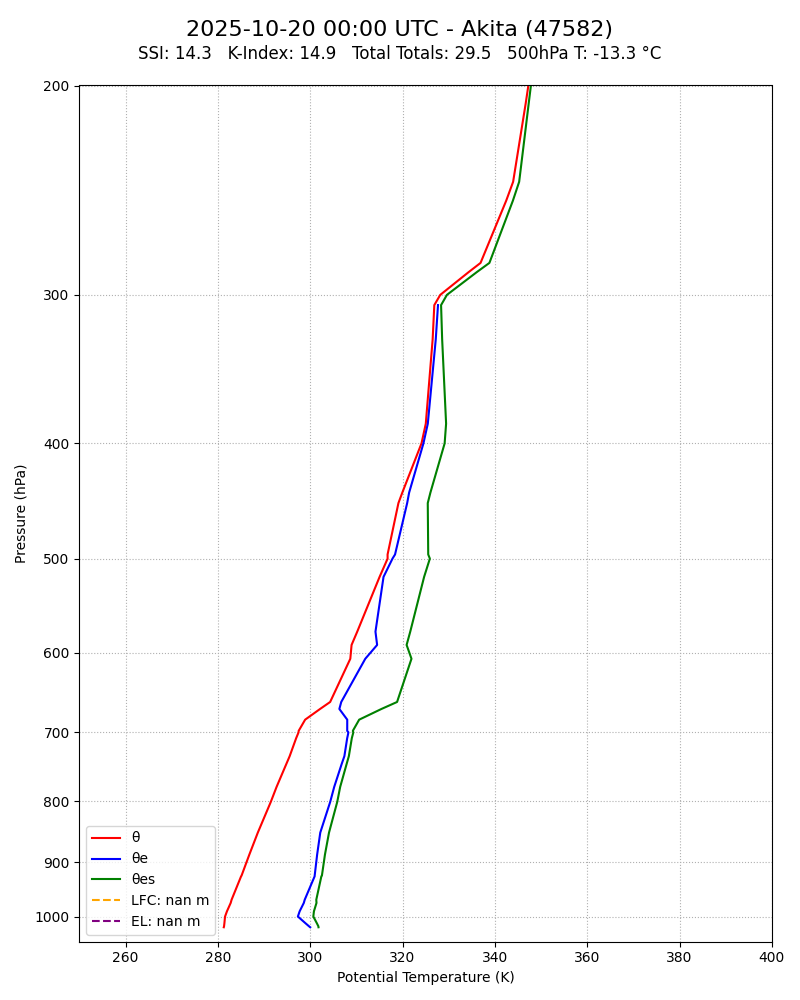 2025-10-20 00:00 UTC - Akita (47582)
SSI: 14.3   K-Index: 14.9   Total Totals: 29.5   500hPa T: -13.3 °C
200
300
400
500
600
700
800
900
1000
Pressure (hPa)
θ
θe
θes
LFC: nan m
EL: nan m
260 280 300 320 340 360 380 400
Potential Temperature (K)